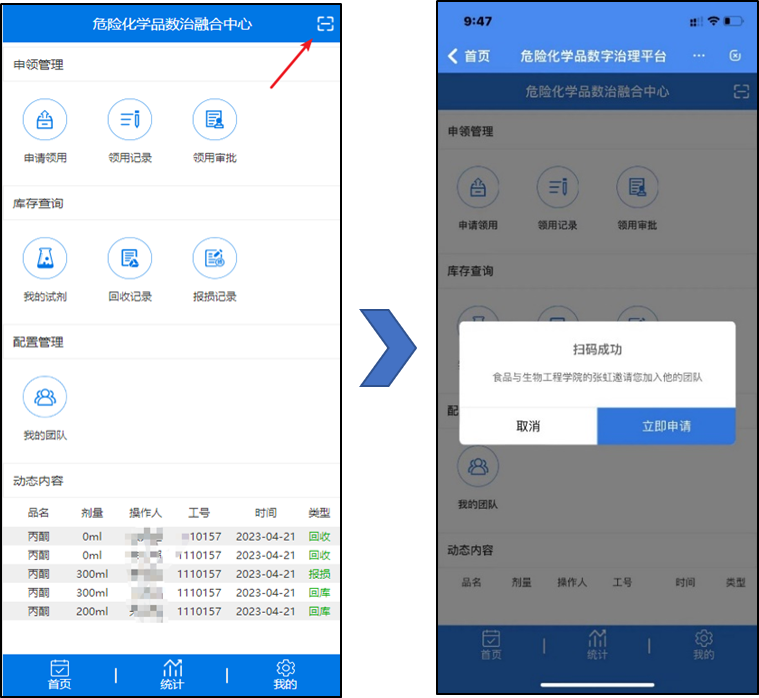 危险化学品数治融合中心
申领管理
申请领用 领用记录 领用审批
库存查询
我的试剂 回收记录 报损记录
配置管理
我的团队
动态内容
品名 剂量 操作人 工号 时间 类型
丙酮 0ml 10157 2023-04-21 回收
丙酮 0ml 1110157 2023-04-21 回收
丙酮 300ml 1110157 2023-04-21 报损
丙酮 300ml 1110157 2023-04-21 回库
丙酮 200ml 1110157 2023-04-21 回库
首页 统计 我的
9:47
首页 危险化学品数字治理平台 ···
危险化学品数治融合中心
申领管理
申请领用 领用记录 领用审批
库存查询
扫码成功
食品与生物工程学院的张虹邀请您加入他的团队
取消 立即申请
配
我的团队
动态内容
品名 剂量 操作人 工号 时间 类型
首页 统计 我的